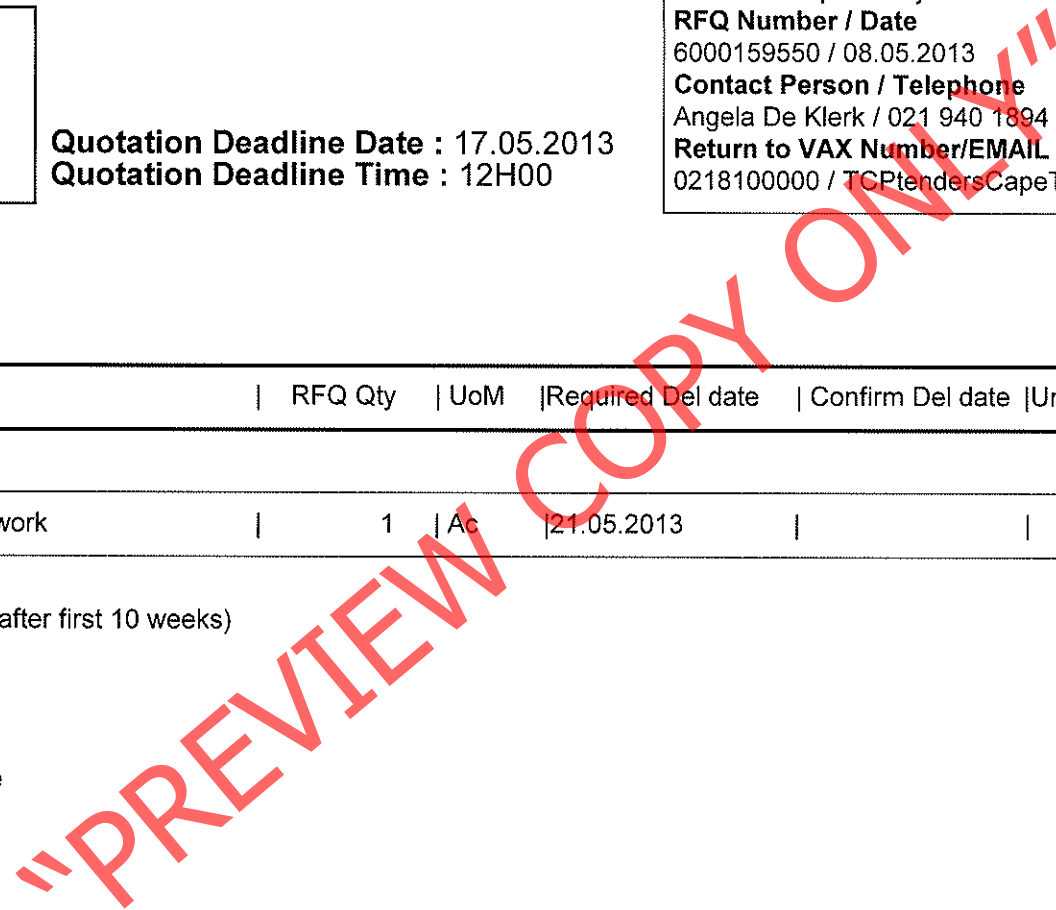 RFQ Number / Date
6000159550 / 08.05.2013
Contact Person / Telephone
Angela De Klerk / 021 940 1894
Return to VAX Number/EMAIL
0218100000 / TCPtendersCapeT
Quotation Deadline Date : 17.05.2013
Quotation Deadline Time : 12H00
| RFQ Qty | UoM |Required Del date | Confirm Del date |Un
work | 1 | Ac |21.05.2013 | |
after first 10 weeks)
"PREVIEW COPY ONLY"